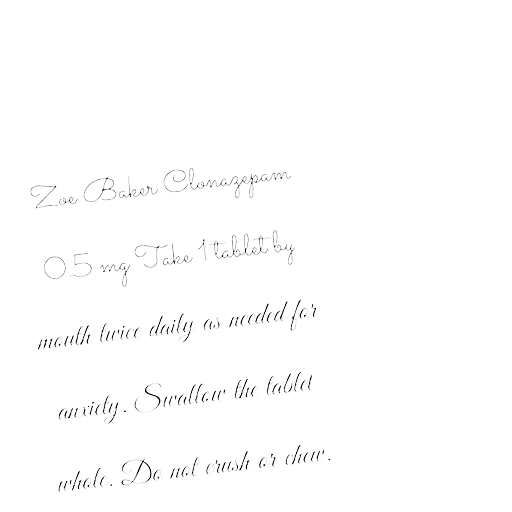 Zoe Baker Clonazepam
0.5 mg Take 1 tablet by
mouth twice daily as needed for
anxiety. Swallow the tablet
whole. Do not crush or chew.